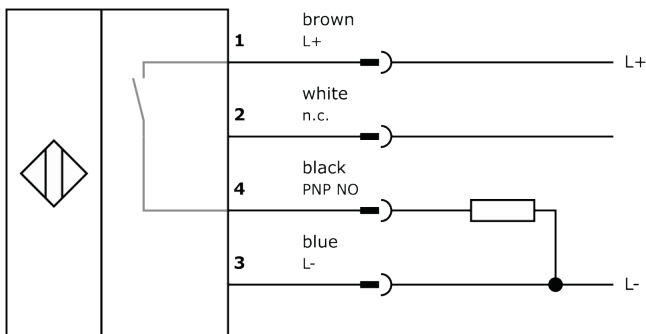 brown
1
L+
L+
white
2
n.c.
black
4
PNP NO
blue
3
L-
L-